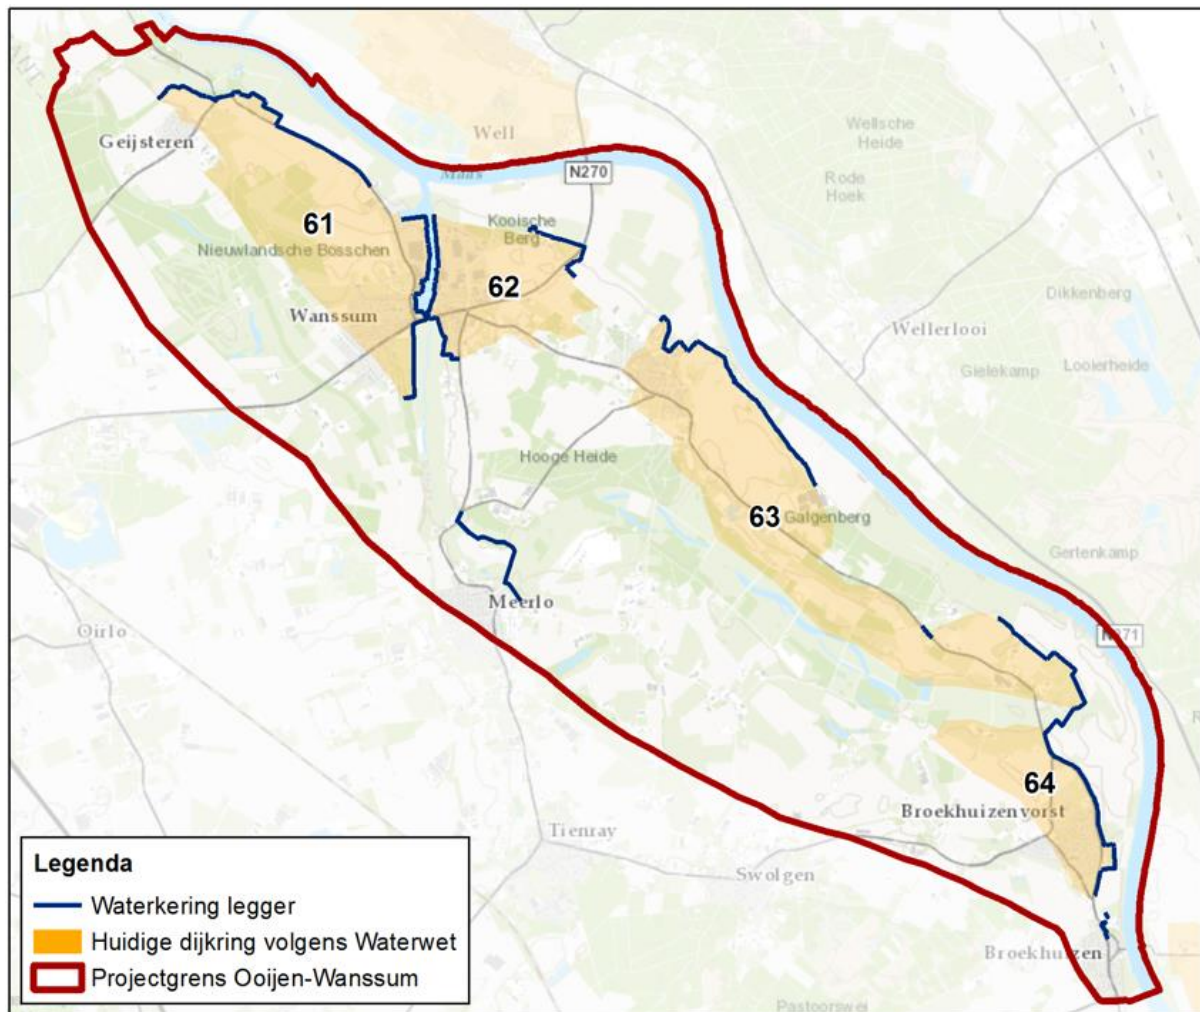 Well
Wellsche
Heide
Geijsteren
Maas
N270
Rode
Hoek
61
Kooische
Berg
Nieuwlandsche Bosschen
62
Dikkenberg
Wanssum
Wellerlooi
Gielekamp
Looierheide
Hooge Heide
63
Galgenberg
Gertenkamp
Meerlo
Oirlo
N271
64
Broekhuizenvorst
Tienray
Swolgen
Broekhuizen
Pastoorswei
Legenda
Waterkering legger
Huidige dijkring volgens Waterwet
Projectgrens Ooijen-Wanssum